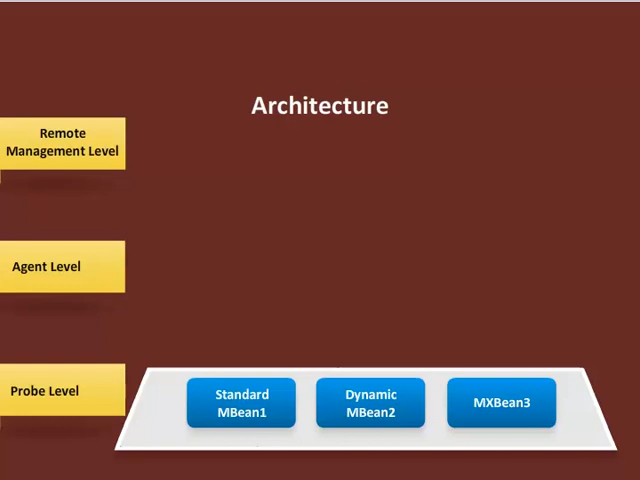 Architecture
Remote
Management Level
Agent Level
Probe Level
Standard
MBean1
Dynamic
MBean2
MXBean3